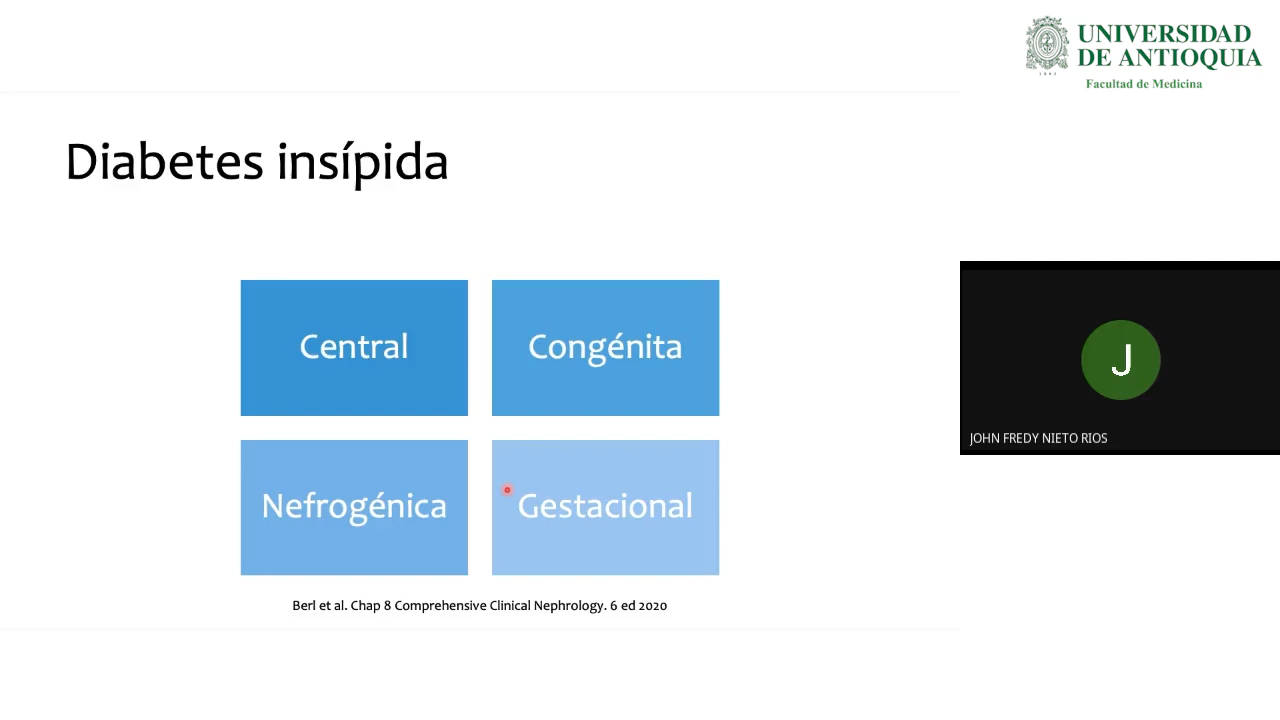 UNIVERSIDAD
DE ANTIOQUIA
1803
Facultad de Medicina
Diabetes insípida
Central
Congénita
Nefrogénica
Gestacional
Berl et al. Chap 8 Comprehensive Clinical Nephrology. 6 ed 2020
J
JOHN FREDY NIETO RIOS